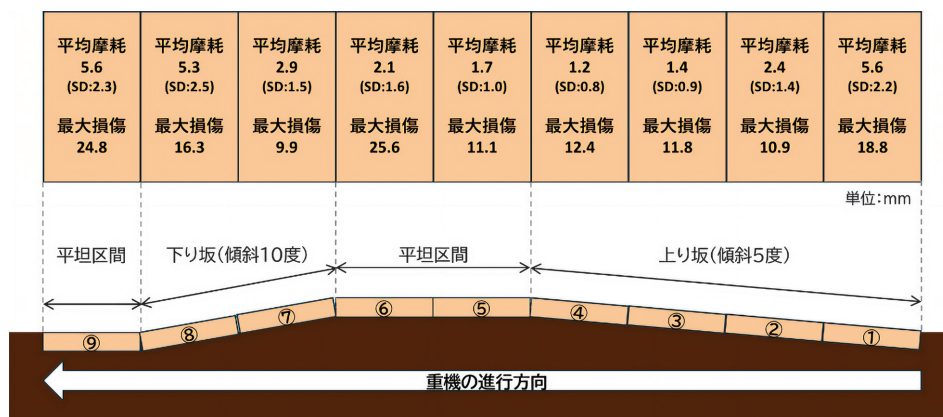 平均摩耗
5.6
(SD:2.3)
最大損傷
24.8
平均摩耗
5.3
(SD:2.5)
最大損傷
16.3
平均摩耗
2.9
(SD:1.5)
最大損傷
9.9
平均摩耗
2.1
(SD:1.6)
最大損傷
25.6
平均摩耗
1.7
(SD:1.0)
最大損傷
11.1
平均摩耗
1.2
(SD:0.8)
最大損傷
12.4
平均摩耗
1.4
(SD:0.9)
最大損傷
11.8
平均摩耗
2.4
(SD:1.4)
最大損傷
10.9
平均摩耗
5.6
(SD:2.2)
最大損傷
18.8
単位:mm
平坦区間
下り坂(傾斜10度)
平坦区間
上り坂(傾斜5度)
⑨
⑧
⑦
⑥
⑤
④
③
②
①
重機の進行方向